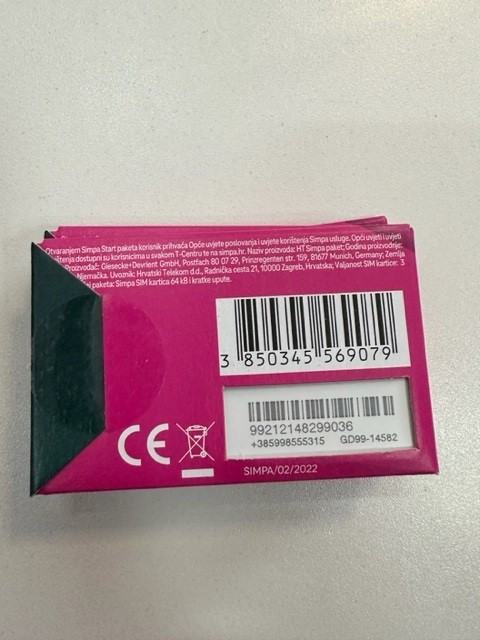 Otvaranjem Simpa Start paketa korisnik prihvaća Opće uvjete poslovanja i uvjete korištenja Simpa usluge. Opći uvjeti i uvjeti
korištenja dostupni su korisnicima u svakom T-Centru te na simpa.hr. Naziv proizvoda: HT Simpa paket; Godina proizvodnje:
Proizvođač: Giesecke+Devrient GmbH, Postfach 80 07 29, Prinzregenten str. 159, 81677 Munich, Germany; Zemlja
Njemačka. Uvoznik: Hrvatski Telekom d.d., Radnička cesta 21, 10000 Zagreb, Hrvatska; Valjanost SIM kartice: 3
paketa: Simpa SIM kartica 64 kB i kratke upute.
3 850345 569079
99212148299036
+385998555315 GD99-14582
CE
SIMPA/02/2022